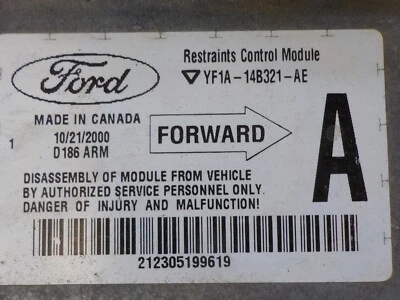 Ford
Restraints Control Module
YF1A-14B321-AE
MADE IN CANADA
10/21/2000
D186 ARM
1
FORWARD
A
DISASSEMBLY OF MODULE FROM VEHICLE
BY AUTHORIZED SERVICE PERSONNEL ONLY.
DANGER OF INJURY AND MALFUNCTION!
212305199619